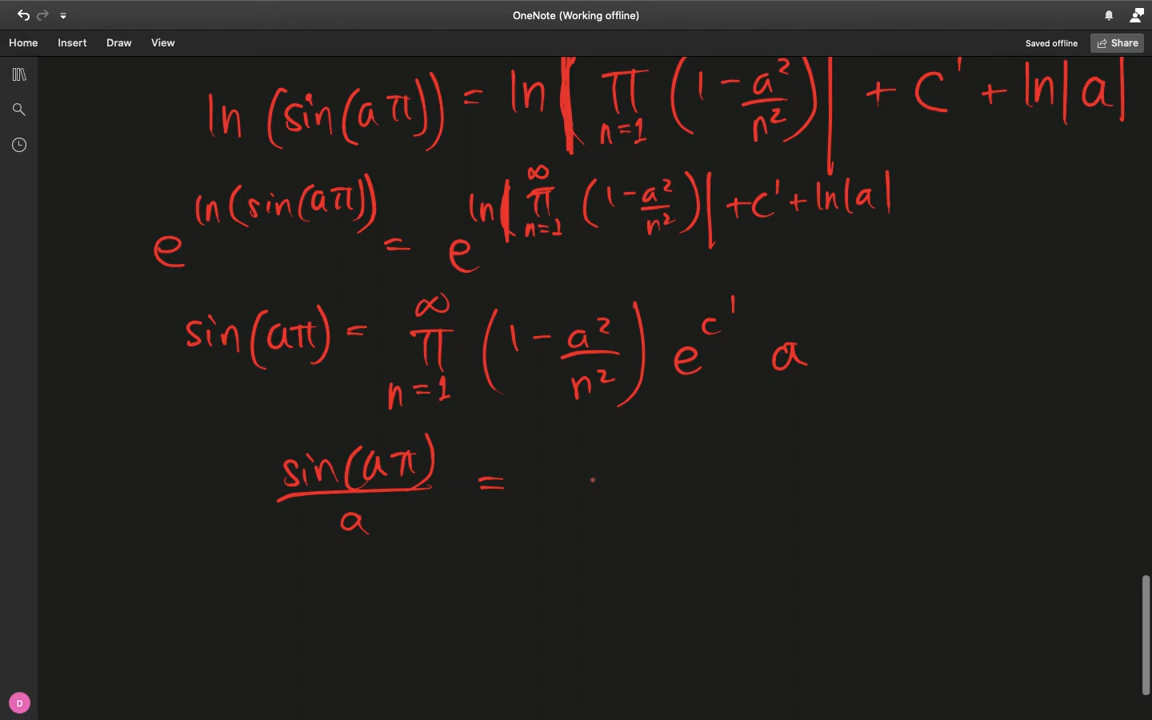 OneNote (Working offline)
Home Insert Draw View Saved offline Share
ln (sin(aπ)) = ln | π n=1 (1 - a²/n²) | + C' + ln|a|
e^ln(sin(aπ)) = e^ln| ∞ π n=1 (1 - a²/n²) | + C' + ln|a|
sin(aπ) = ∞ π n=1 (1 - a²/n²) e^c' a
sin(aπ)/a =
D